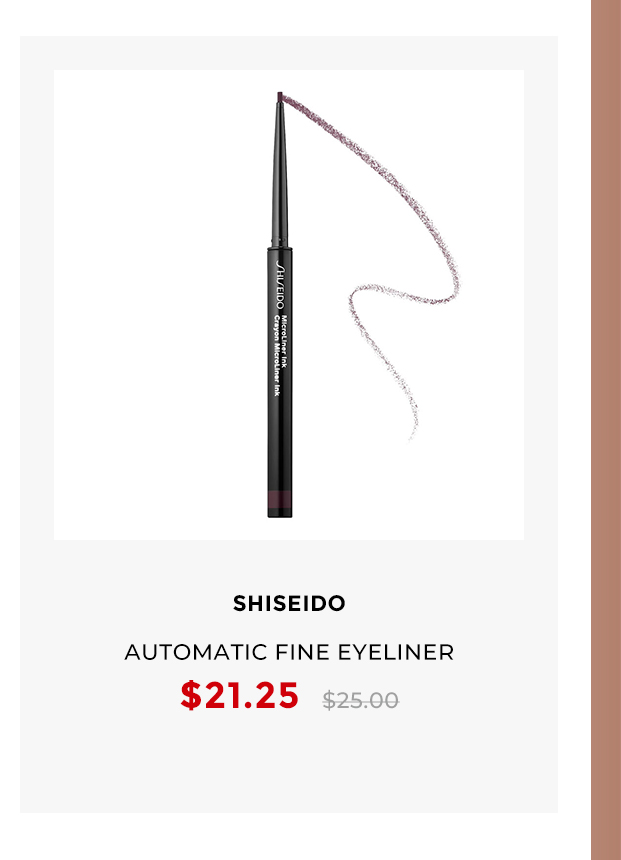 SHISEIDO
MicroLiner Ink
Crayon MicroLiner Ink
SHISEIDO
AUTOMATIC FINE EYELINER
$21.25 $25.00